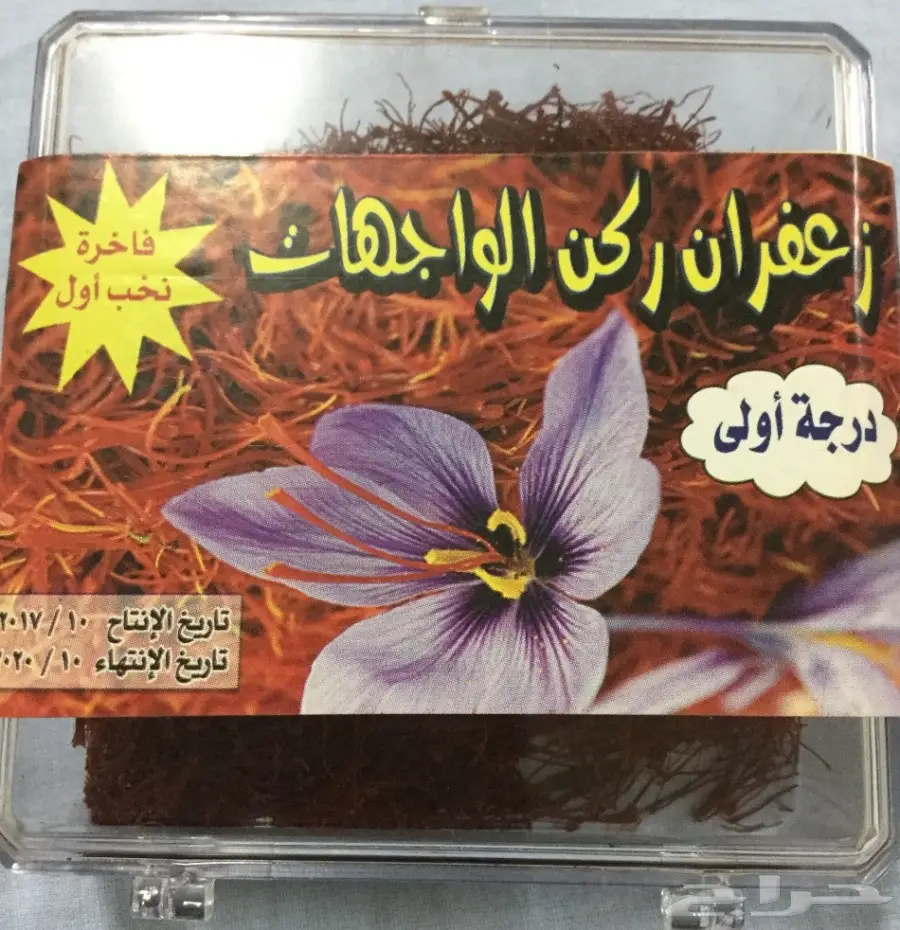 زعفران ركن الواجهات
فاخرة
نخب أول
درجة أولى
تاريخ الإنتاج ١٠ / ٢٠١٧
تاريخ الإنتهاء ١٠ / ٢٠٢٠
حراج